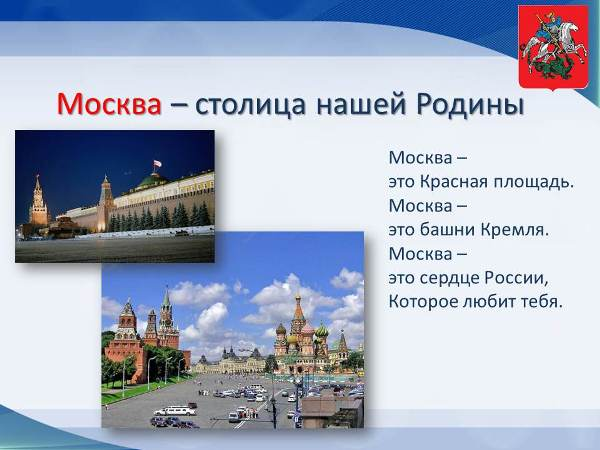 Москва – столица нашей Родины
Москва –
это Красная площадь.
Москва –
это башни Кремля.
Москва –
это сердце России,
Которое любит тебя.